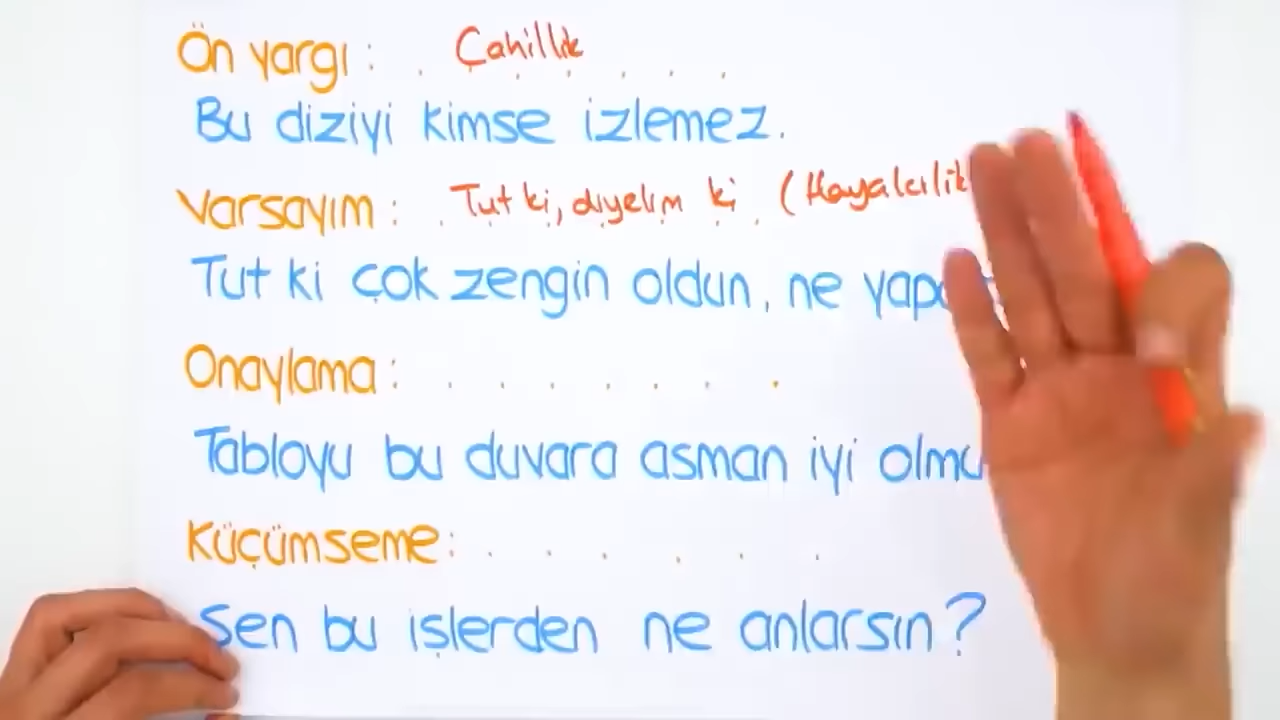 Ön yargı : Cahillik
Bu diziyi kimse izlemez.
Varsayım : Tut ki, diyelim ki (Hayalcilik
Tut ki çok zengin oldun, ne
Onaylama :
Tabloyu bu duvara asman iyi
Küçümseme :
Sen bu işlerden ne anlarsın?